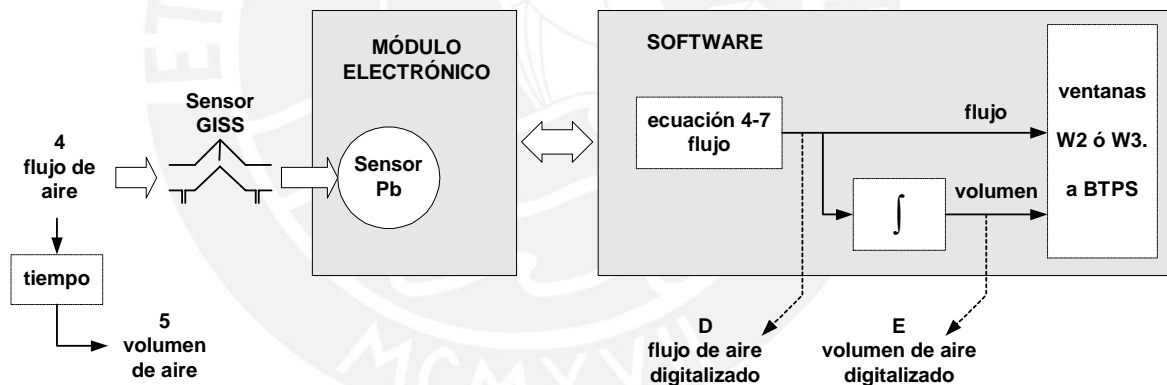 4
flujo de
aire
tiempo
5
volumen
de aire
Sensor
GISS
MÓDULO
ELECTRÓNICO
Sensor
Pb
SOFTWARE
ecuación 4-7
flujo
flujo
∫
volumen
ventanas
W2 ó W3.
a BTPS
D
flujo de aire
digitalizado
E
volumen de aire
digitalizado
MCMXVII